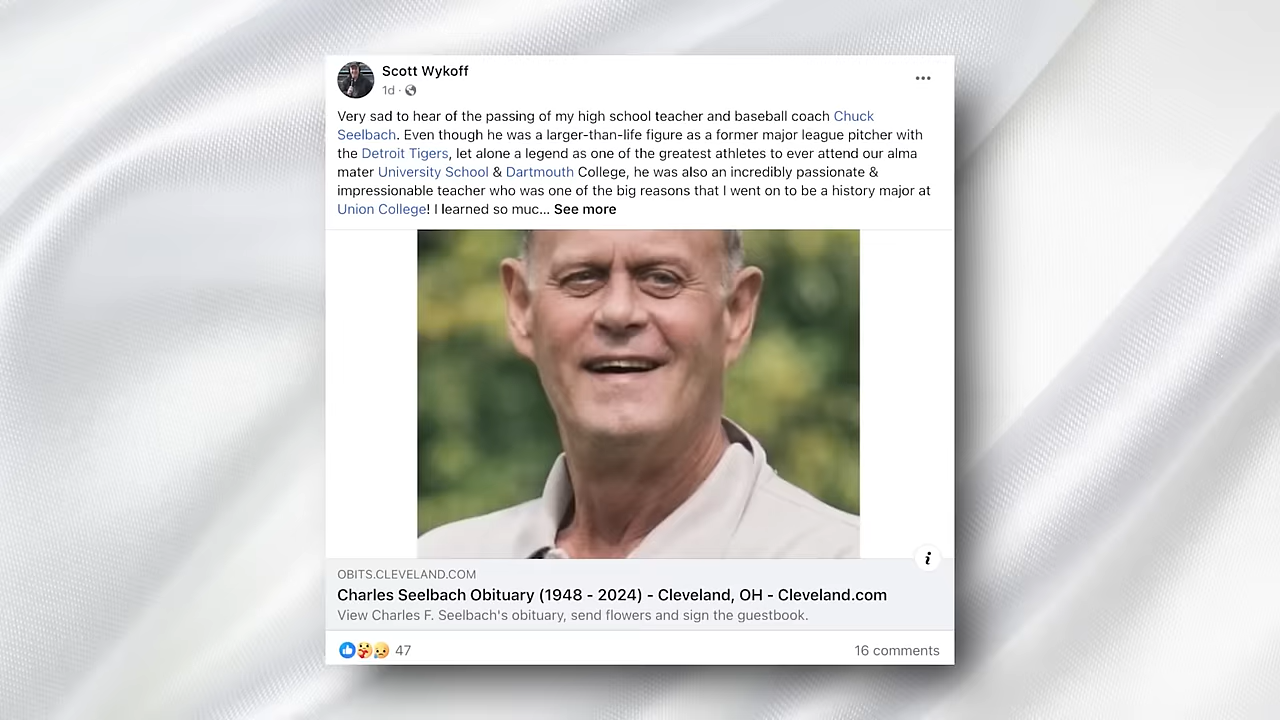 Scott Wykoff
1d ·
Very sad to hear of the passing of my high school teacher and baseball coach Chuck
Seelbach. Even though he was a larger-than-life figure as a former major league pitcher with
the Detroit Tigers, let alone a legend as one of the greatest athletes to ever attend our alma
mater University School & Dartmouth College, he was also an incredibly passionate &
impressionable teacher who was one of the big reasons that I went on to be a history major at
Union College! I learned so muc... See more
OBITS.CLEVELAND.COM
Charles Seelbach Obituary (1948 - 2024) - Cleveland, OH - Cleveland.com
View Charles F. Seelbach's obituary, send flowers and sign the guestbook.
47
16 comments